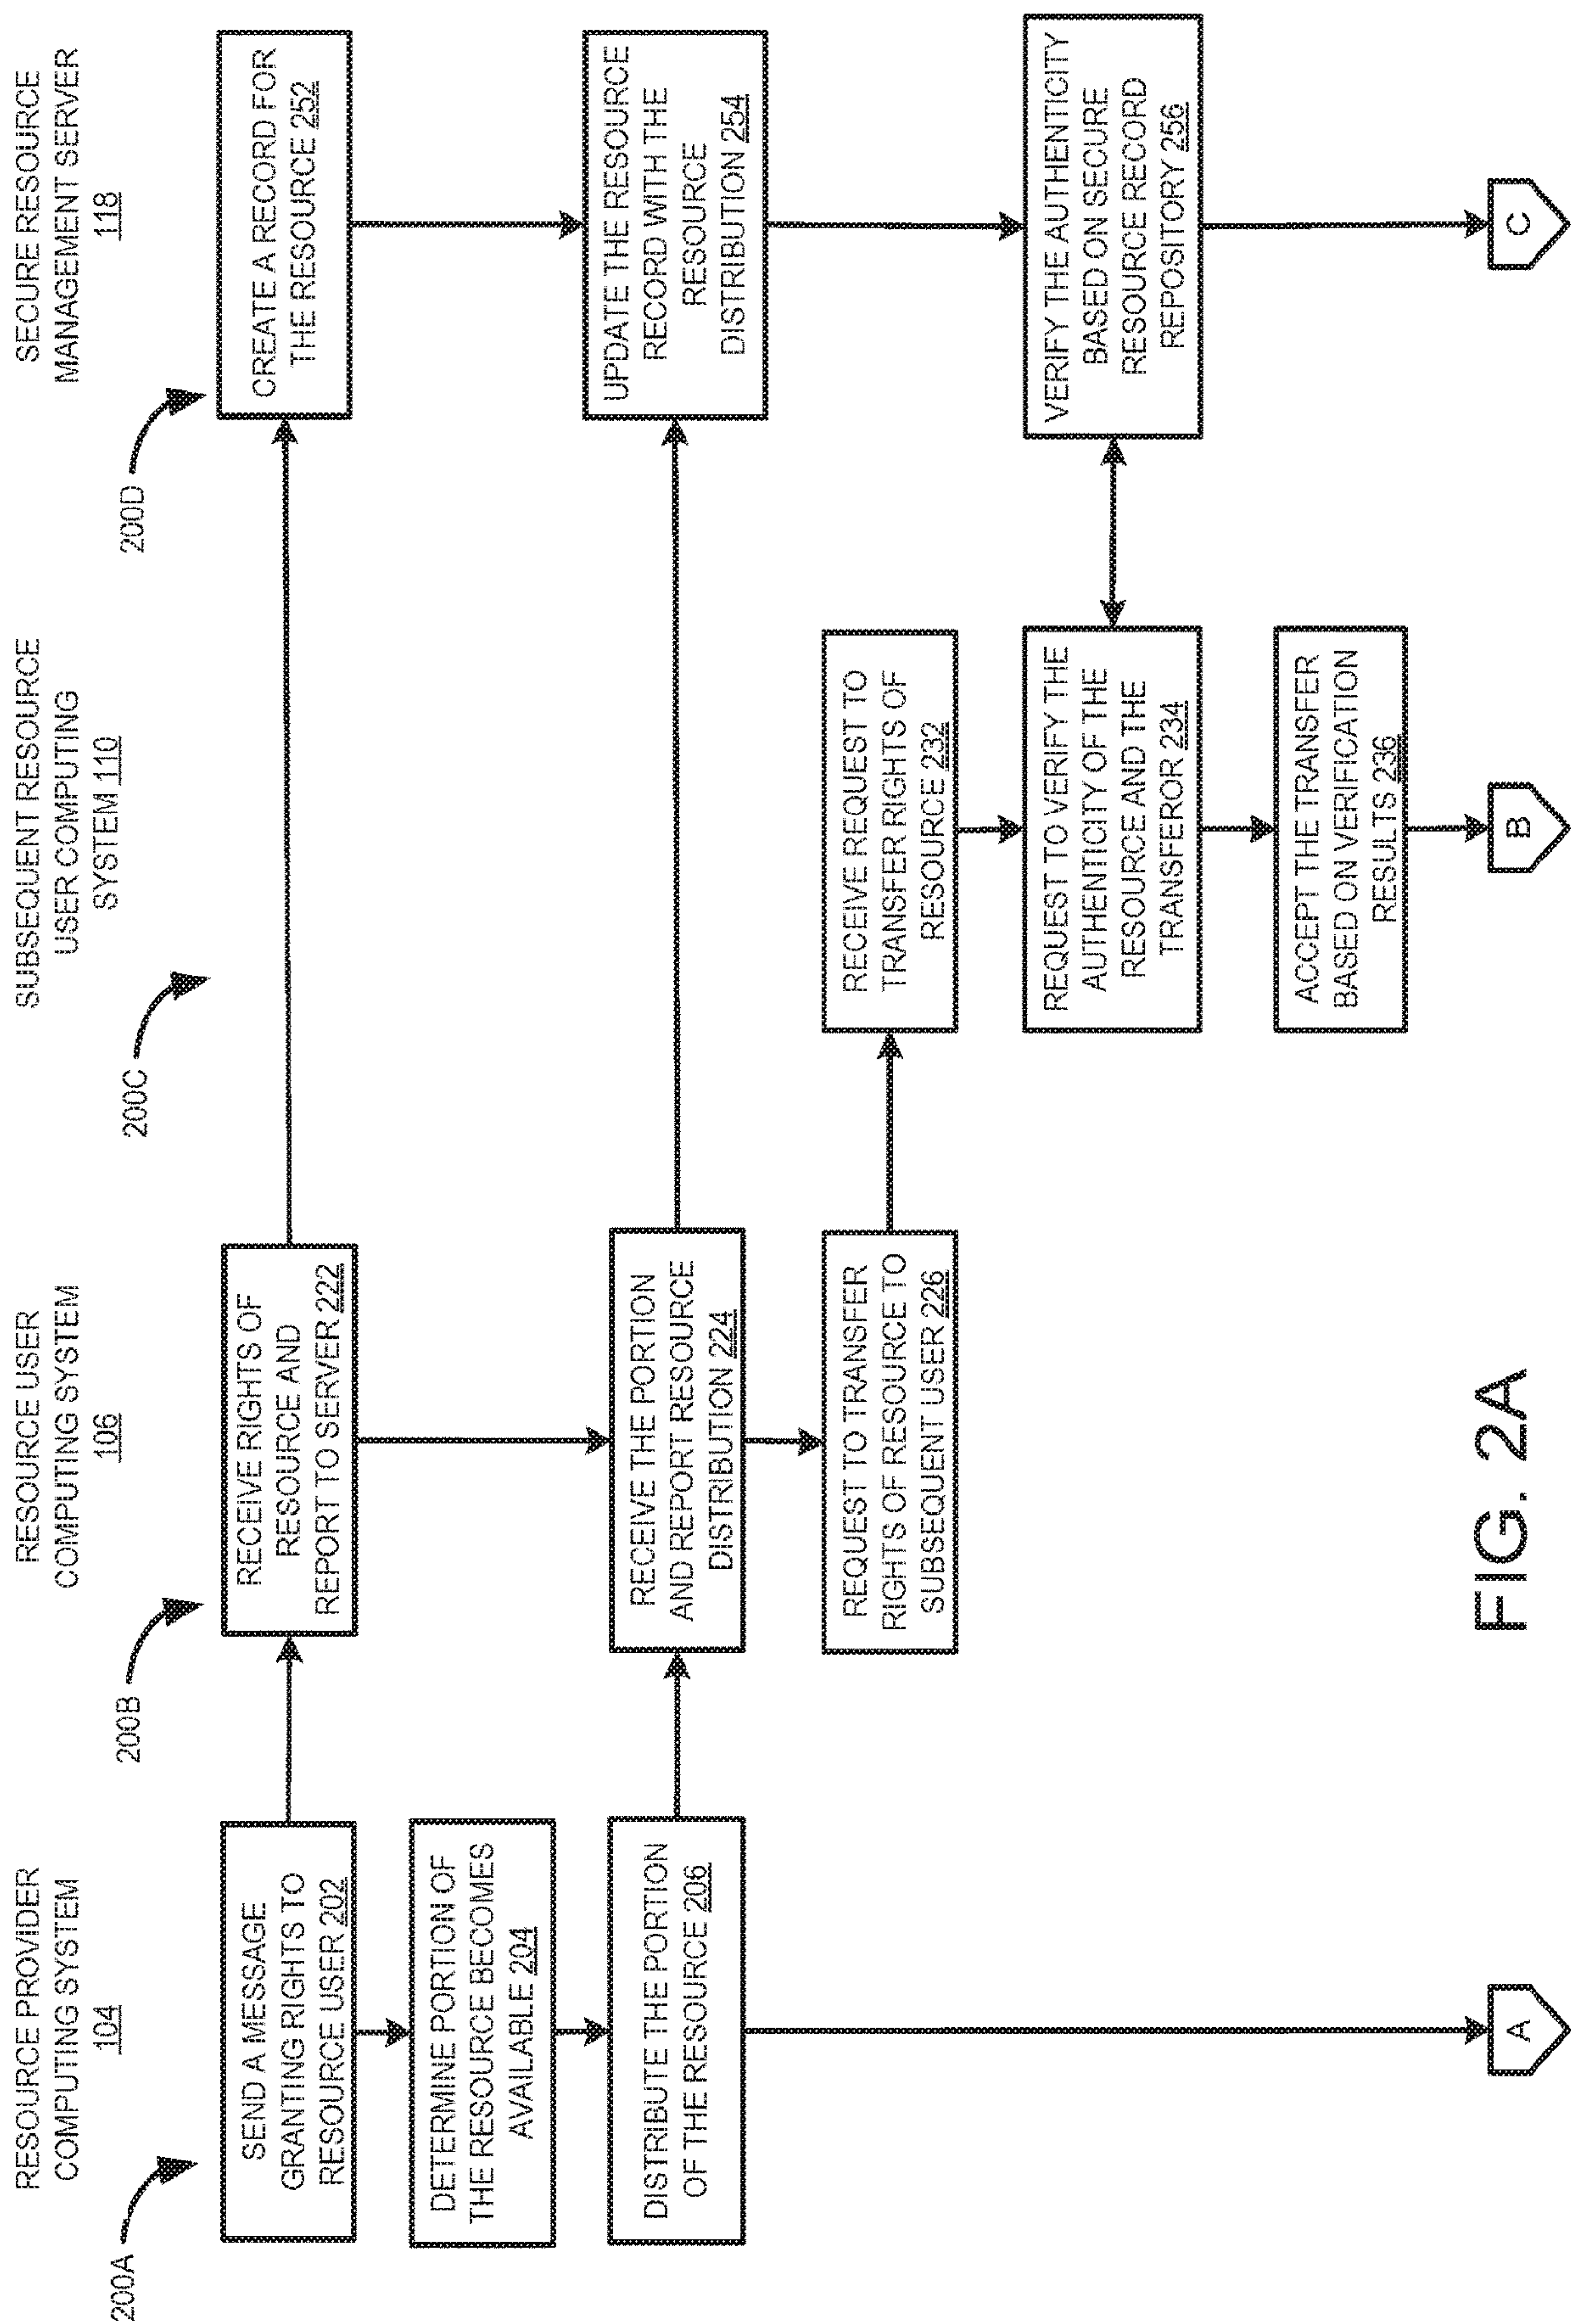 RESOURCE PROVIDER
COMPUTING SYSTEM
104
200A
SEND A MESSAGE
GRANTING RIGHTS TO
RESOURCE USER 202
DETERMINE PORTION OF
THE RESOURCE BECOMES
AVAILABLE 204
DISTRIBUTE THE PORTION
OF THE RESOURCE 206
A
RESOURCE USER
COMPUTING SYSTEM
106
200B
RECEIVE RIGHTS OF
RESOURCE AND
REPORT TO SERVER 222
RECEIVE THE PORTION
AND REPORT RESOURCE
DISTRIBUTION 224
REQUEST TO TRANSFER
RIGHTS OF RESOURCE TO
SUBSEQUENT USER 226
SUBSEQUENT RESOURCE
USER COMPUTING
SYSTEM 110
200C
RECEIVE REQUEST TO
TRANSFER RIGHTS OF
RESOURCE 232
REQUEST TO VERIFY THE
AUTHENTICITY OF THE
RESOURCE AND THE
TRANSFEROR 234
ACCEPT THE TRANSFER
BASED ON VERIFICATION
RESULTS 236
B
SECURE RESOURCE
MANAGEMENT SERVER
118
200D
CREATE A RECORD FOR
THE RESOURCE 252
UPDATE THE RESOURCE
RECORD WITH THE
RESOURCE
DISTRIBUTION 254
VERIFY THE AUTHENTICITY
BASED ON SECURE
RESOURCE RECORD
REPOSITORY 256
C
FIG. 2A